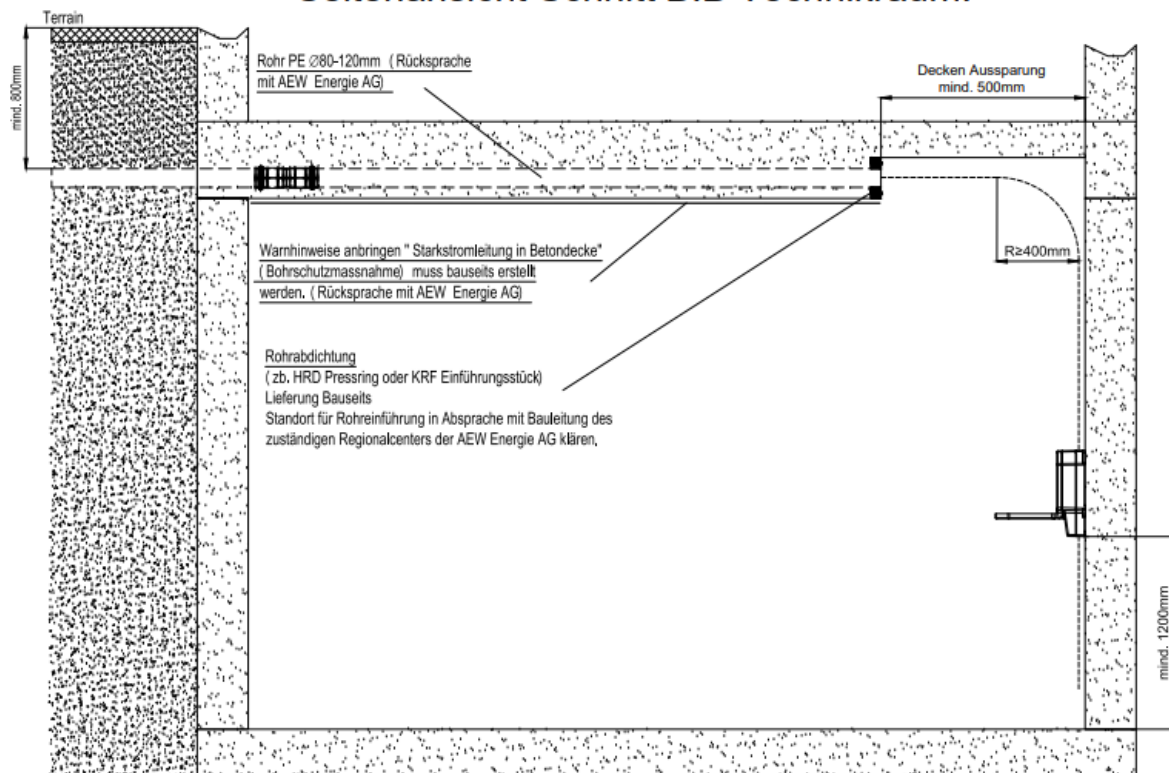 Terrain
mind. 800mm
Rohr PE Ø80-120mm (Rücksprache
mit AEW Energie AG)
Decken Aussparung
mind. 500mm
R≥400mm
Warnhinweise anbringen " Starkstromleitung in Betondecke"
( Bohrschutzmassnahme) muss bauseits erstellt
werden. ( Rücksprache mit AEW Energie AG)
Rohrabdichtung
( zb. HRD Pressring oder KRF Einführungsstück)
Lieferung Bauseits
Standort für Rohreinführung in Absprache mit Bauleitung des
zuständigen Regionalcenters der AEW Energie AG klären.
mind. 1200mm